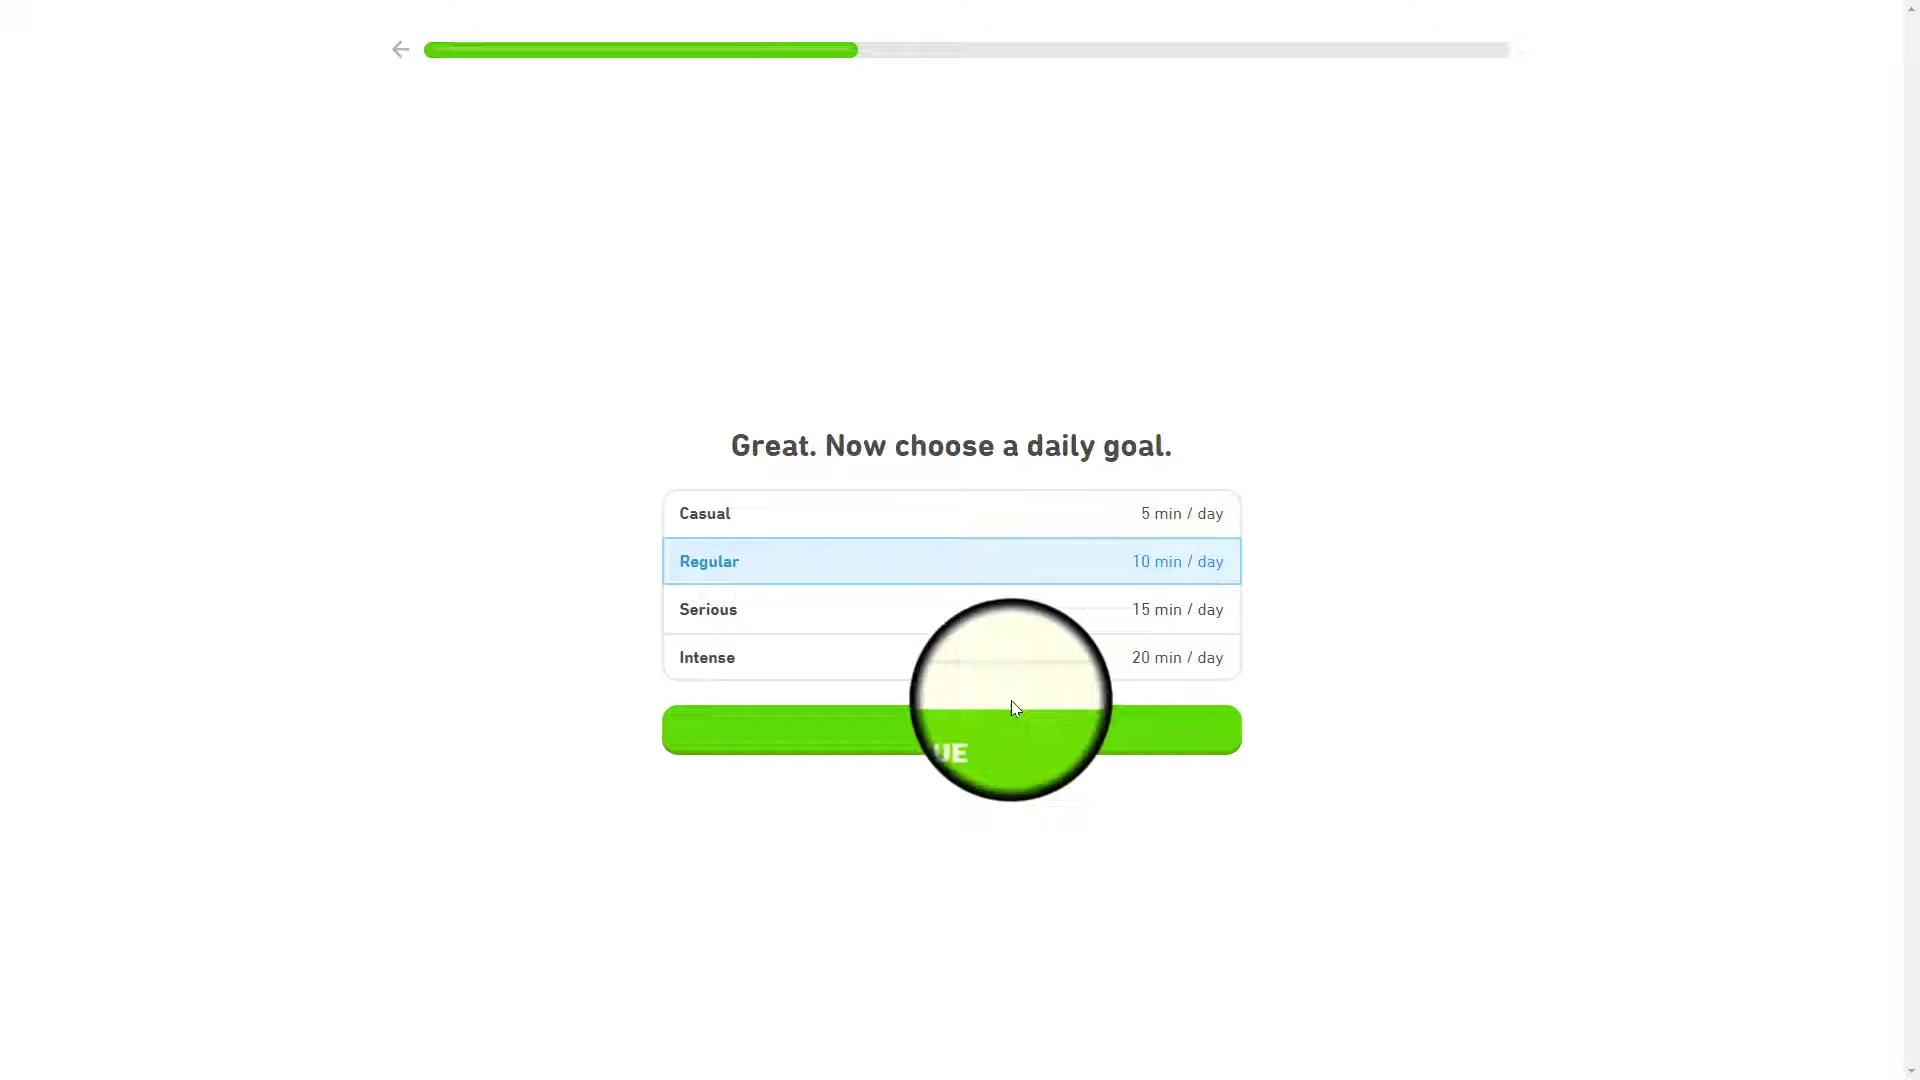 Great. Now choose a daily goal.
Casual 5 min / day
Regular 10 min / day
Serious 15 min / day
Intense 20 min / day
UE